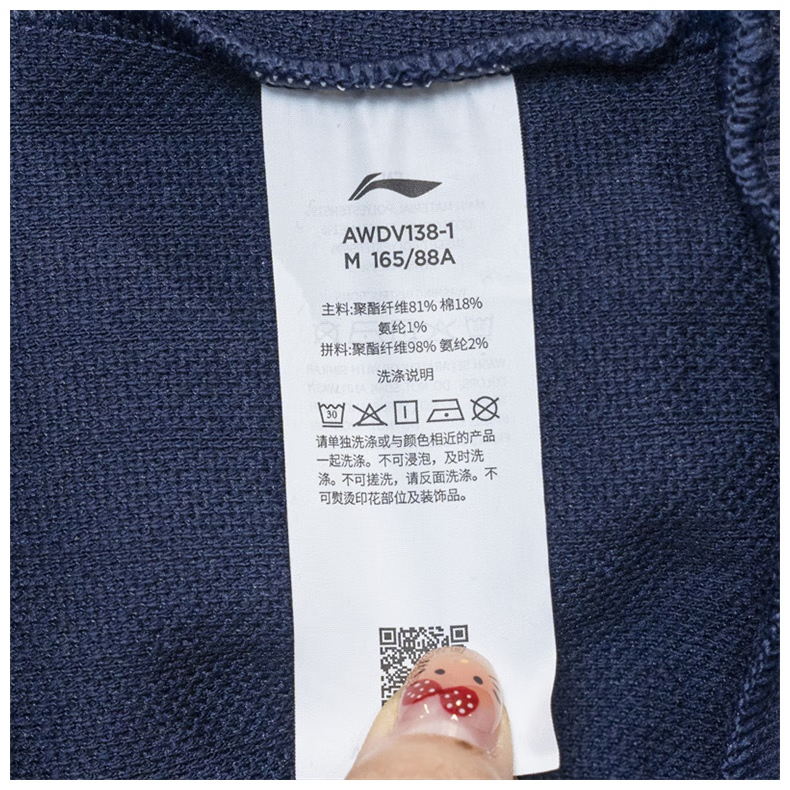 AWDV138-1
M 165/88A
主料:聚酯纤维81% 棉18%
氨纶1%
拼料:聚酯纤维98% 氨纶2%
洗涤说明
30
请单独洗涤或与颜色相近的产品
一起洗涤。不可浸泡，及时洗
涤。不可搓洗，请反面洗涤。不
可熨烫印花部位及装饰品。